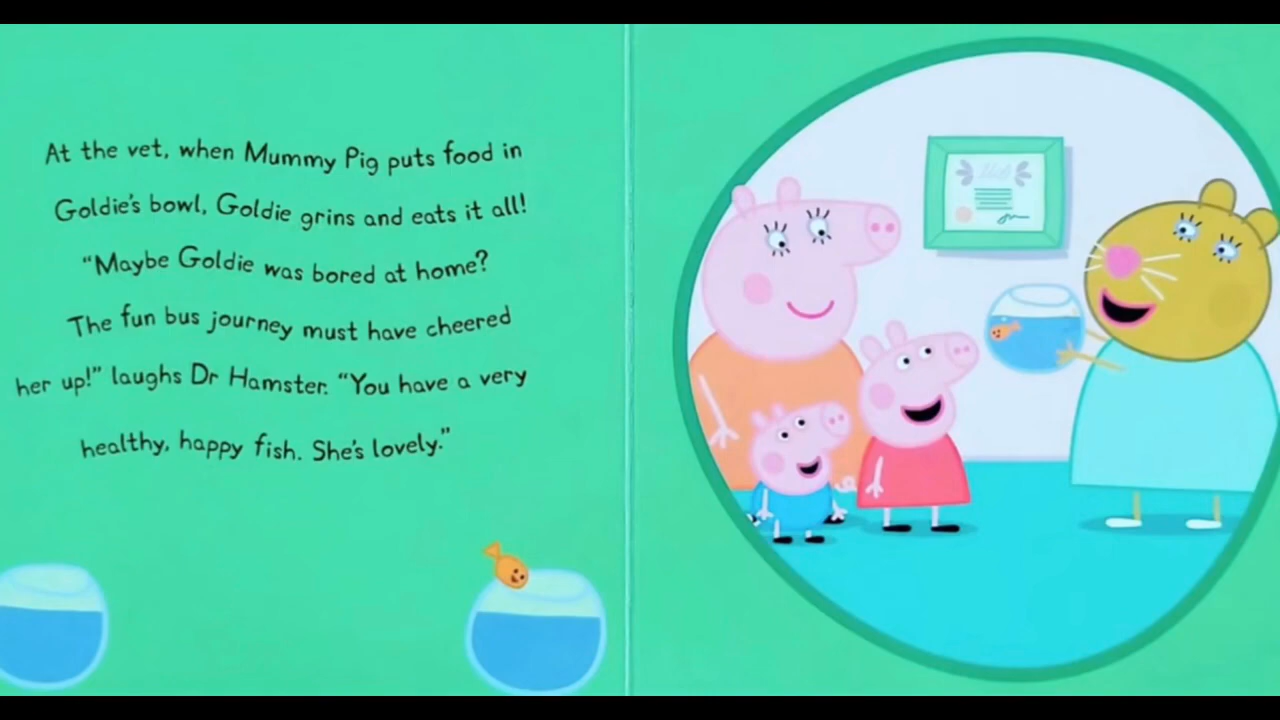 At the vet, when Mummy Pig puts food in
Goldie's bowl, Goldie grins and eats it all!
“Maybe Goldie was bored at home?
The fun bus journey must have cheered
her up!” laughs Dr Hamster. “You have a very
healthy, happy fish. She's lovely.”